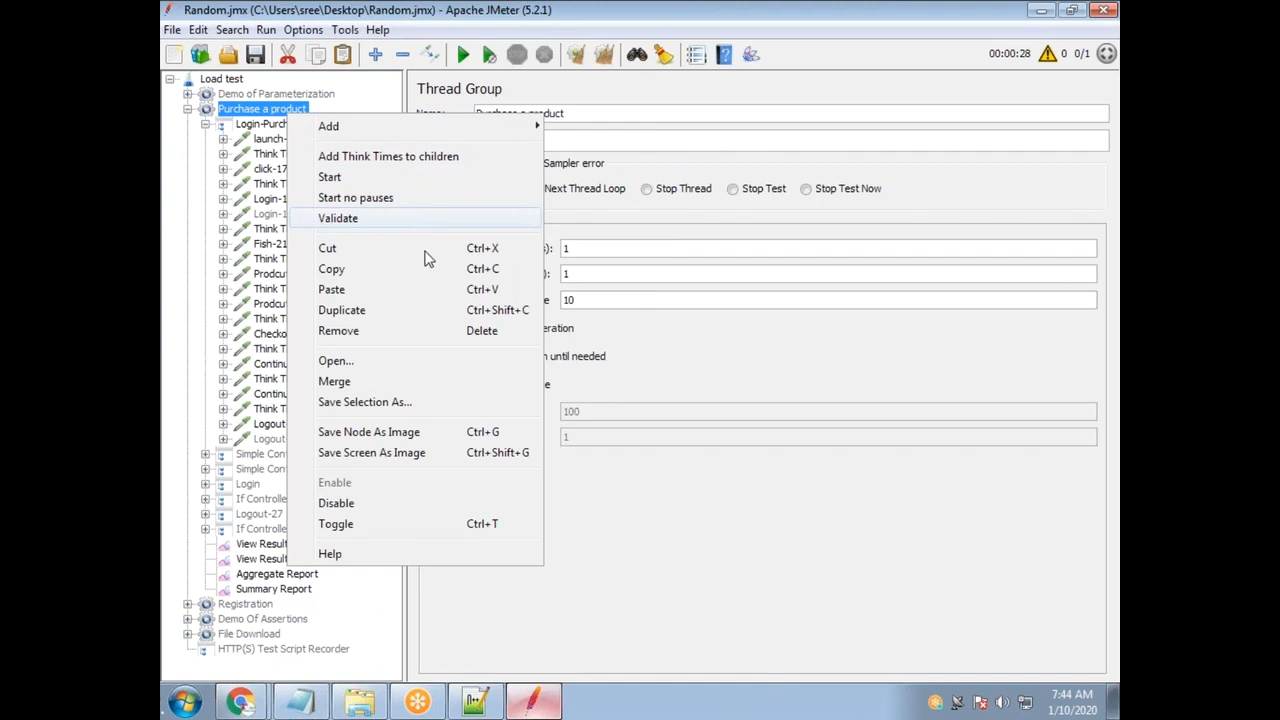 Random.jmx (C:\Users\sree\Desktop\Random.jmx) - Apache JMeter (5.2.1)
File Edit Search Run Options Tools Help
00:00:28 0 0/1
Load test
Demo of Parameterization
Purchase a product
Login-Purch
launch-
Think T
click-17
Think T
Login-1
Login-1
Think T
Fish-21
Think T
Prodcu
Think T
Prodcu
Think T
Checko
Think T
Continu
Think T
Continu
Think T
Logout-
Logout-
Simple Con
Simple Con
Login
If Controlle
Logout-27
If Controlle
View Resul
View Resul
Aggregate Report
Summary Report
Registration
Demo Of Assertions
File Download
HTTP(S) Test Script Recorder
Add
Add Think Times to children
Start
Start no pauses
Validate
Cut Ctrl+X
Copy Ctrl+C
Paste Ctrl+V
Duplicate Ctrl+Shift+C
Remove Delete
Open...
Merge
Save Selection As...
Save Node As Image Ctrl+G
Save Screen As Image Ctrl+Shift+G
Enable
Disable
Toggle Ctrl+T
Help
Thread Group
Name: Purchase a product
Sampler error
Next Thread Loop Stop Thread Stop Test Stop Test Now
s): 1
): 1
e 10
eration
n until needed
e
100
1
7:44 AM
1/10/2020